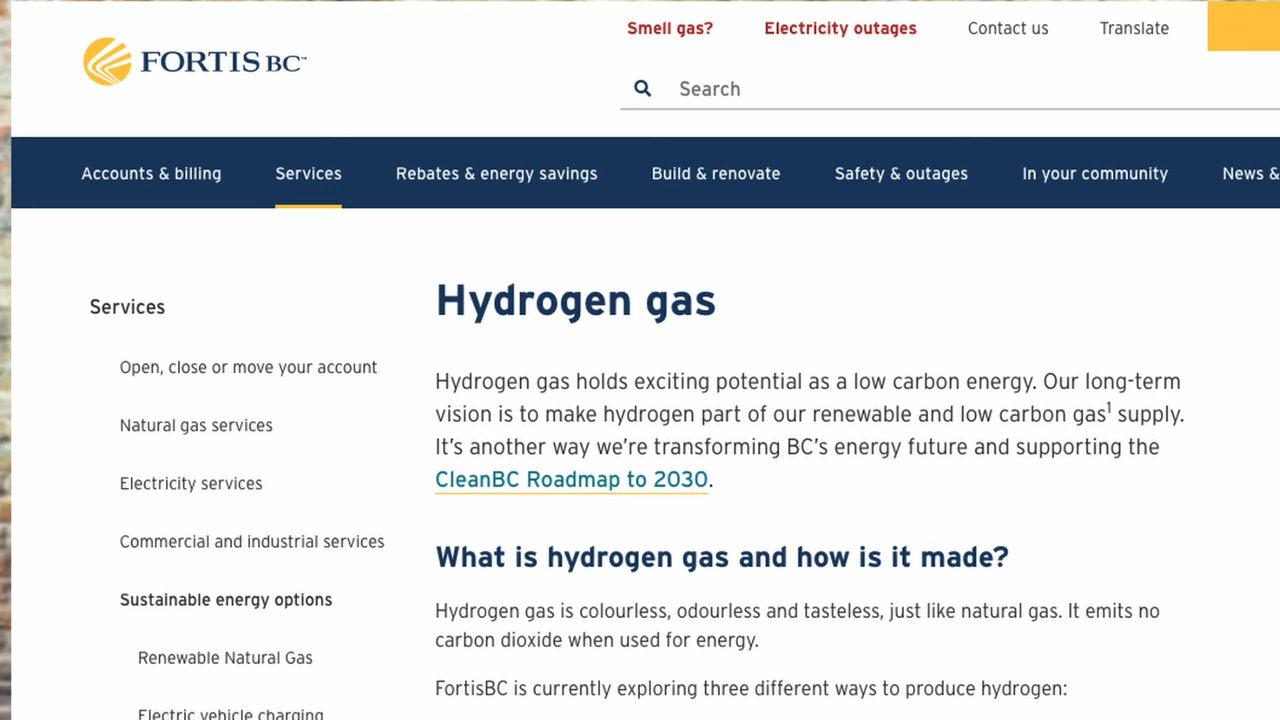 Smell gas? Electricity outages Contact us Translate
FORTIS BC™
Search
Accounts & billing Services Rebates & energy savings Build & renovate Safety & outages In your community News &
Services
Open, close or move your account
Natural gas services
Electricity services
Commercial and industrial services
Sustainable energy options
Renewable Natural Gas
Electric vehicle charging
Hydrogen gas
Hydrogen gas holds exciting potential as a low carbon energy. Our long-term
vision is to make hydrogen part of our renewable and low carbon gas¹ supply.
It’s another way we’re transforming BC’s energy future and supporting the
CleanBC Roadmap to 2030.
What is hydrogen gas and how is it made?
Hydrogen gas is colourless, odourless and tasteless, just like natural gas. It emits no
carbon dioxide when used for energy.
FortisBC is currently exploring three different ways to produce hydrogen: